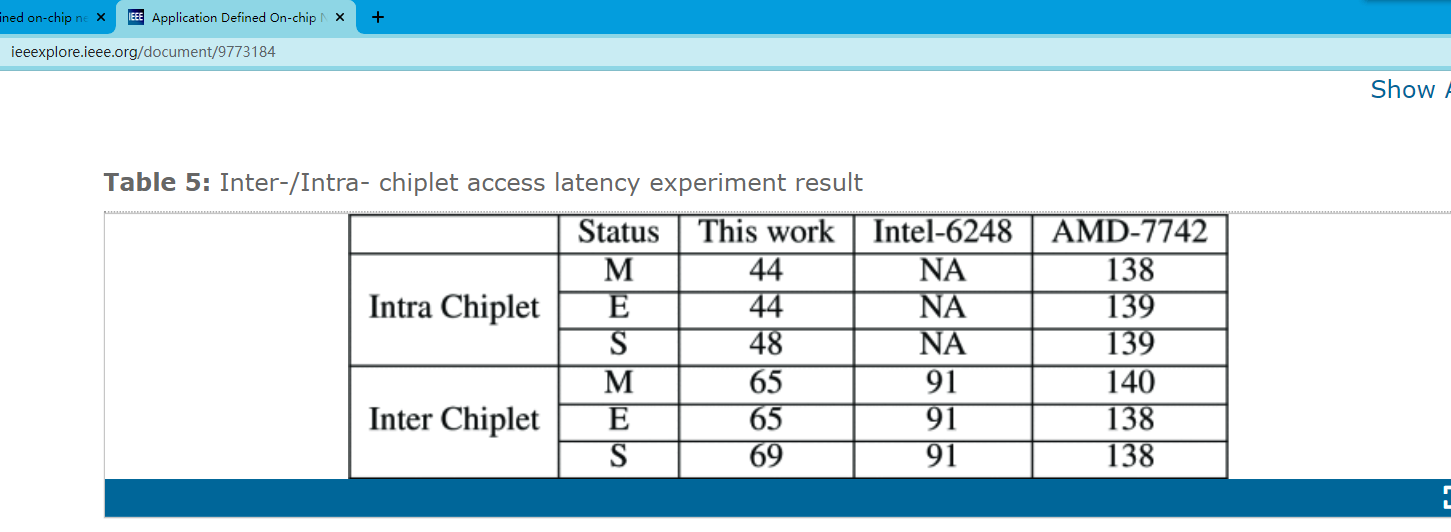 ined on-chip ne
IEEE Application Defined On-chip N
ieeexplore.ieee.org/document/9773184
Show
Table 5: Inter-/Intra- chiplet access latency experiment result
Status This work Intel-6248 AMD-7742
Intra Chiplet M 44 NA 138
E 44 NA 139
S 48 NA 139
Inter Chiplet M 65 91 140
E 65 91 138
S 69 91 138